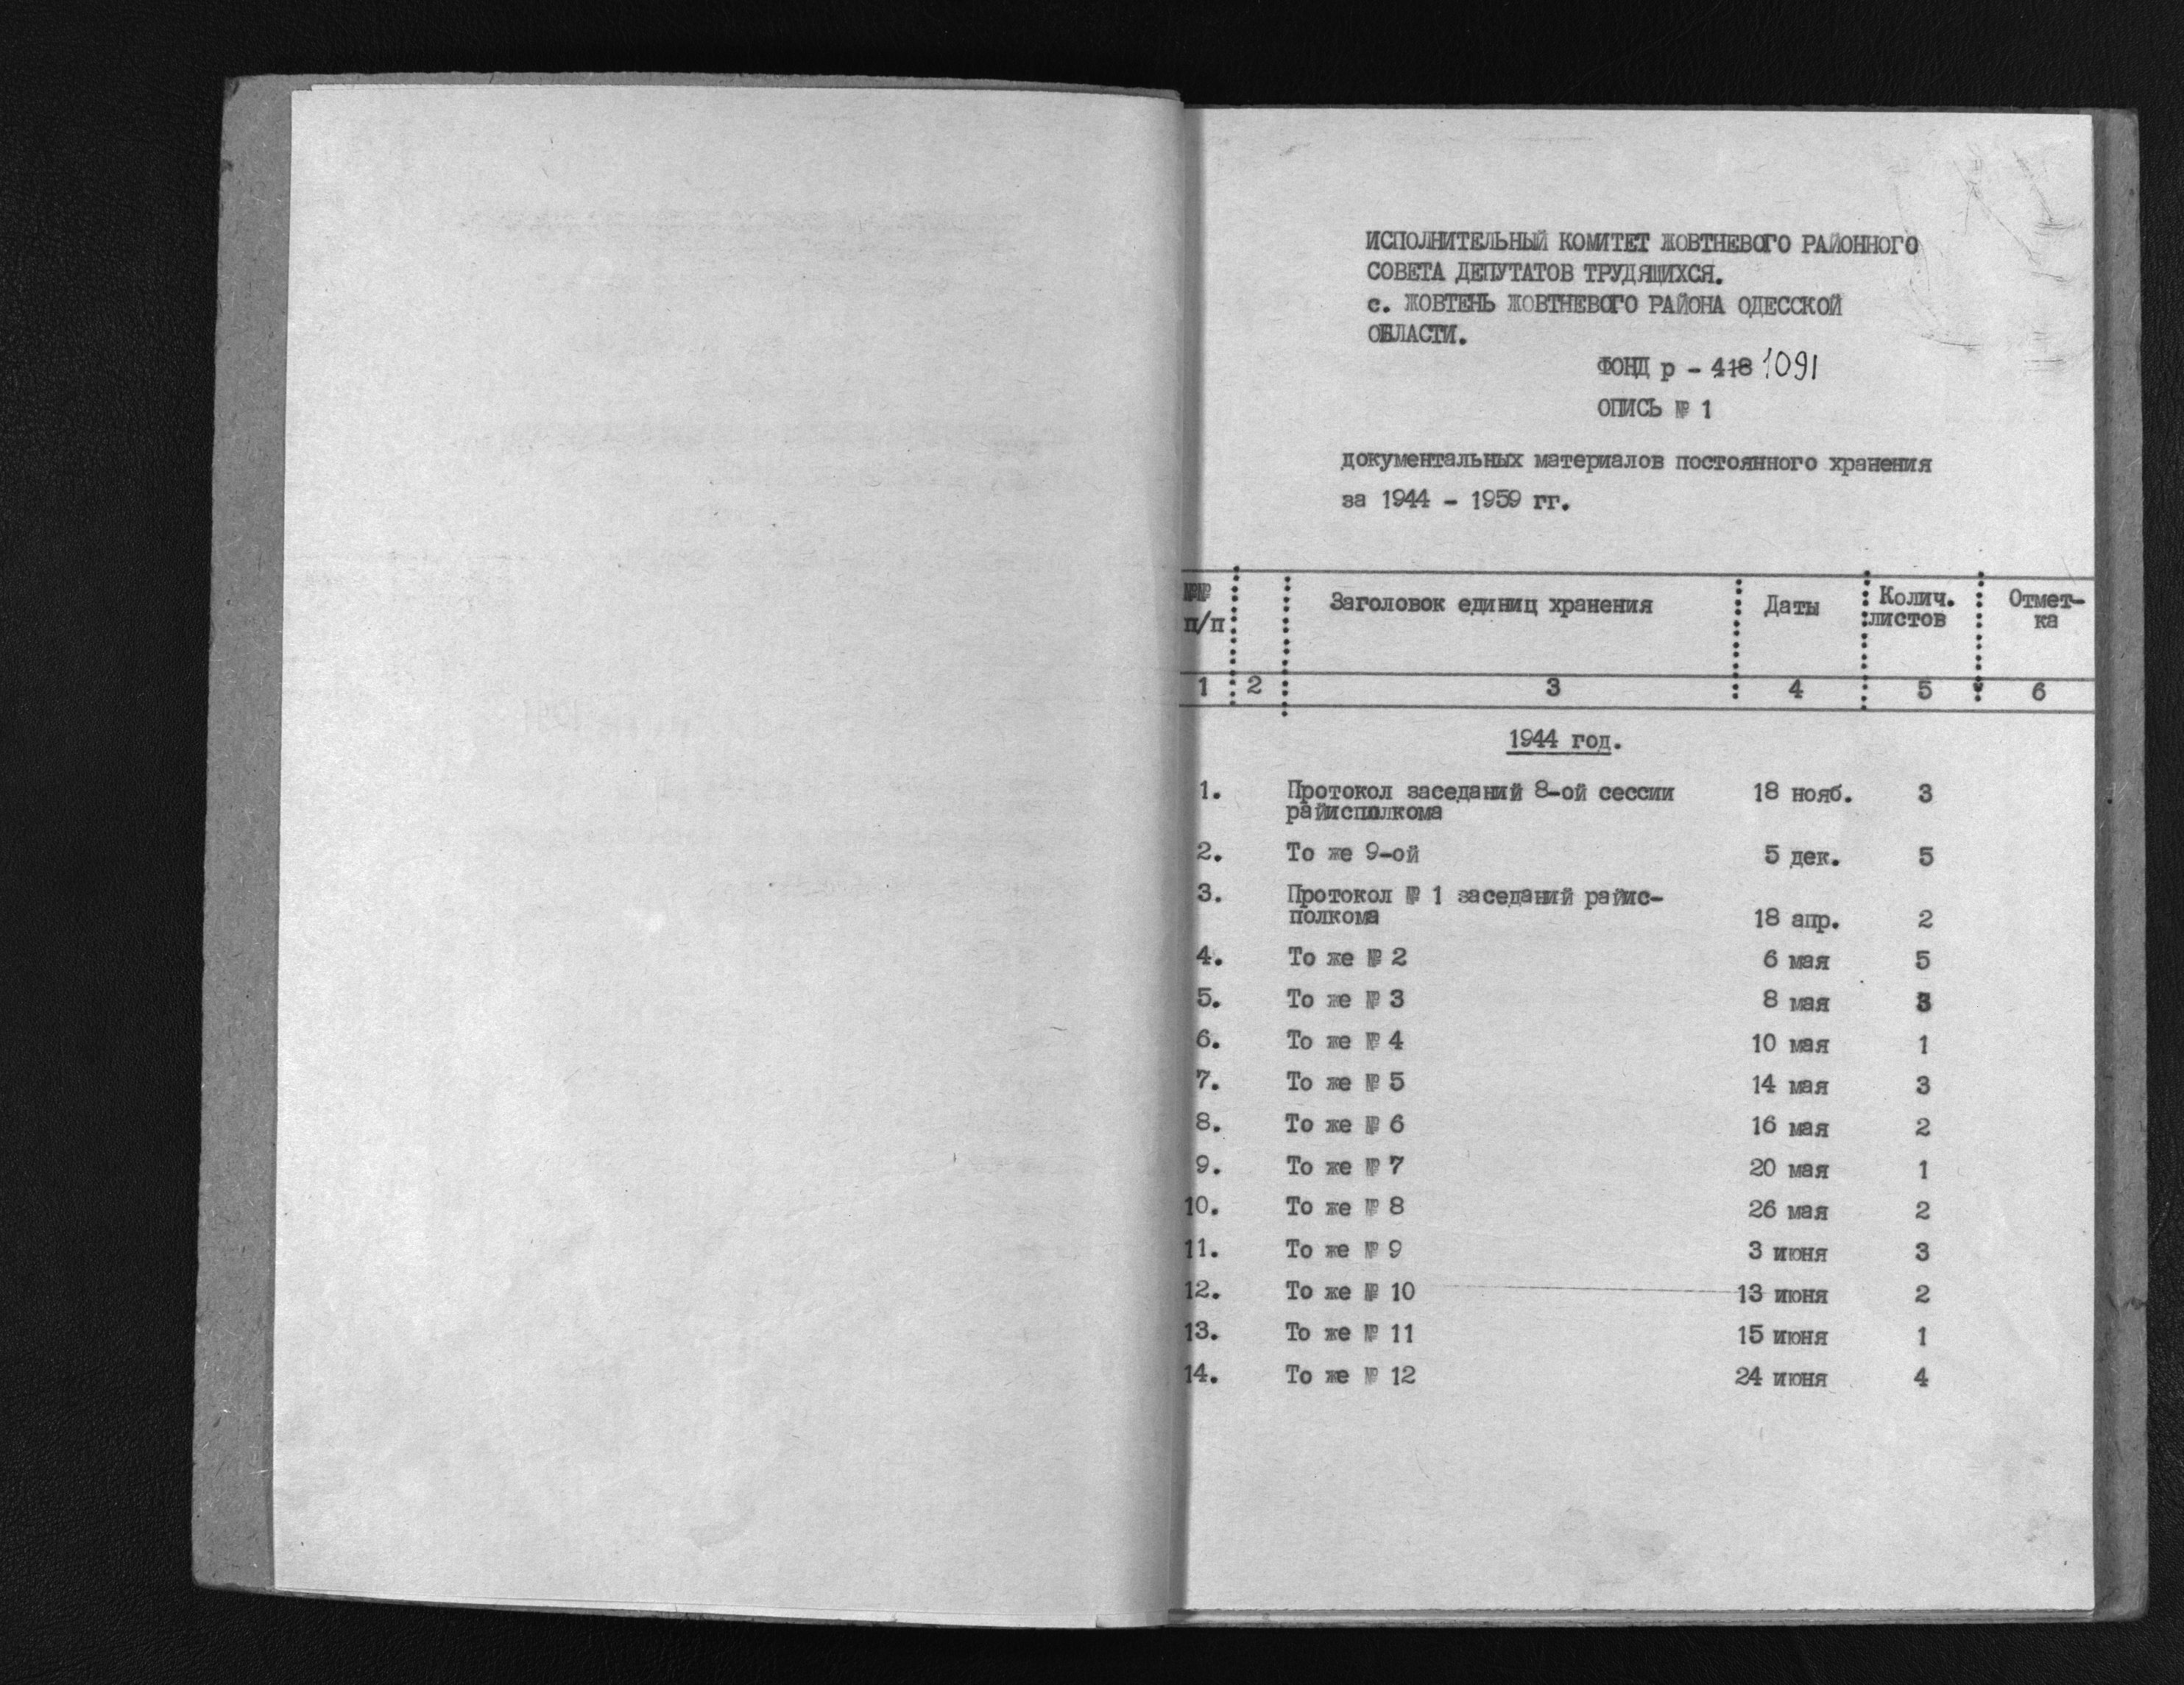 ИСПОЛНИТЕЛЬНЫЙ КОМИТЕТ ЖОВТНЕВОГО РАЙОННОГО
СОВЕТА ДЕПУТАТОВ ТРУДЯЩИХСЯ.
с. ЖОВТЕНЬ ЖОВТНЕВОГО РАЙОНА ОДЕССКОЙ
ОБЛАСТИ.
ФОНД р - 418 1091
ОПИСЬ № 1
документальных материалов постоянного хранения
за 1944 - 1959 гг.
№№ п/п Заголовок единиц хранения Даты Колич. листов Отмет-ка
1 2 3 4 5 6
1944 год.
1. Протокол заседаний 8-ой сессии 18 нояб. 3
райисполкома
2. То же 9-ой 5 дек. 5
3. Протокол № 1 заседаний райис-
полкома 18 апр. 2
4. То же № 2 6 мая 5
5. То же № 3 8 мая 3
6. То же № 4 10 мая 1
7. То же № 5 14 мая 3
8. То же № 6 16 мая 2
9. То же № 7 20 мая 1
10. То же № 8 26 мая 2
11. То же № 9 3 июня 3
12. То же № 10 13 июня 2
13. То же № 11 15 июня 1
14. То же № 12 24 июня 4